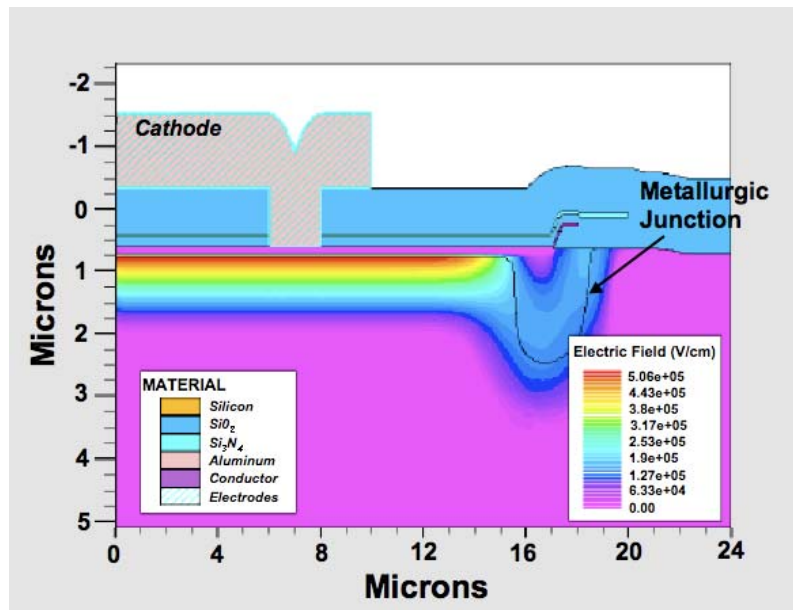 -2
-1
0
1
2
3
4
5
Microns
Cathode
Metallurgic
Junction
MATERIAL
Silicon
SiO₂
Si₃N₄
Aluminum
Conductor
Electrodes
Electric Field (V/cm)
5.06e+05
4.43e+05
3.8e+05
3.17e+05
2.53e+05
1.9e+05
1.27e+05
6.33e+04
0.00
0 4 8 12 16 20 24
Microns